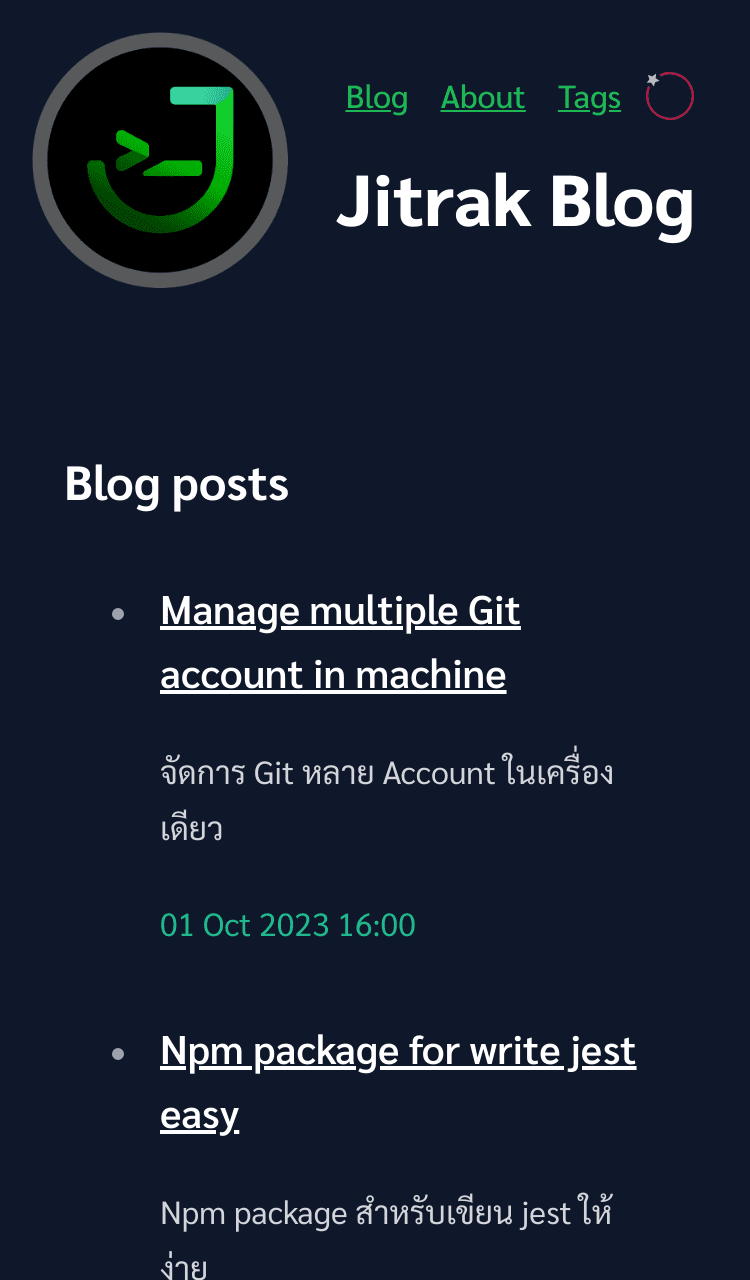 Blog About Tags
Jitrak Blog
Blog posts
Manage multiple Git
account in machine
จัดการ Git หลาย Account ในเครื่อง
เดียว
01 Oct 2023 16:00
Npm package for write jest
easy
Npm package สำหรับเขียน jest ให้
ง่าย